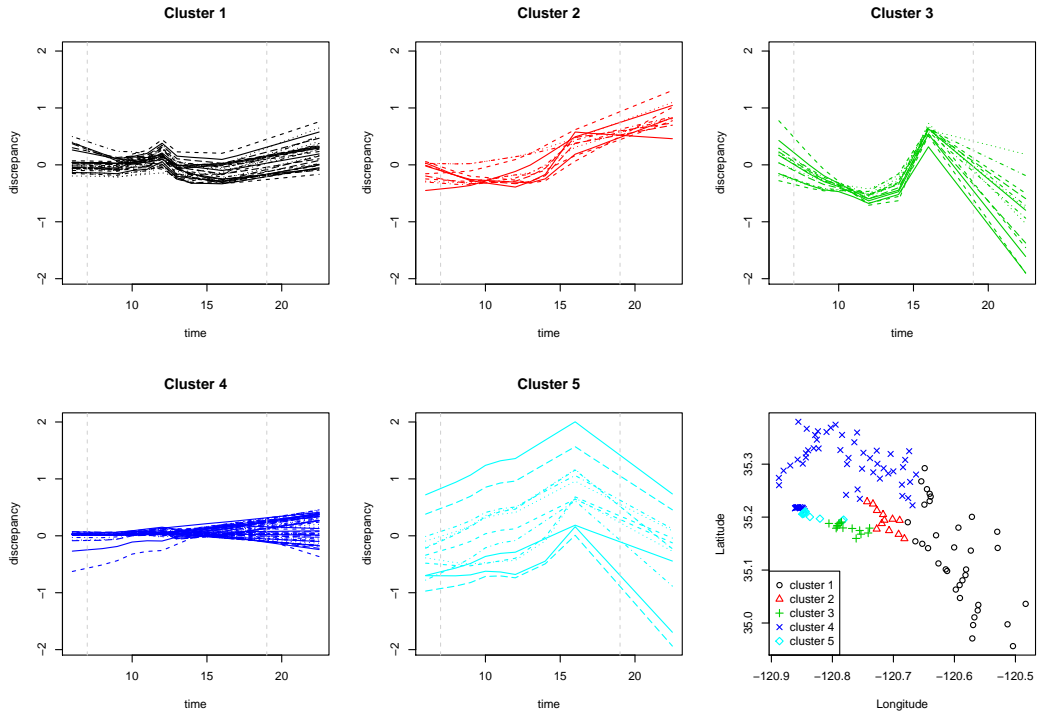 Cluster 1
2
1
0
−1
−2
discrepancy
10 15 20
time
Cluster 2
2
1
0
−1
−2
discrepancy
10 15 20
time
Cluster 3
2
1
0
−1
−2
discrepancy
10 15 20
time
Cluster 4
2
1
0
−1
−2
discrepancy
10 15 20
time
Cluster 5
2
1
0
−1
−2
discrepancy
10 15 20
time
35.3
35.2
35.1
35.0
Latitude
cluster 1
cluster 2
cluster 3
cluster 4
cluster 5
−120.9 −120.8 −120.7 −120.6 −120.5
Longitude